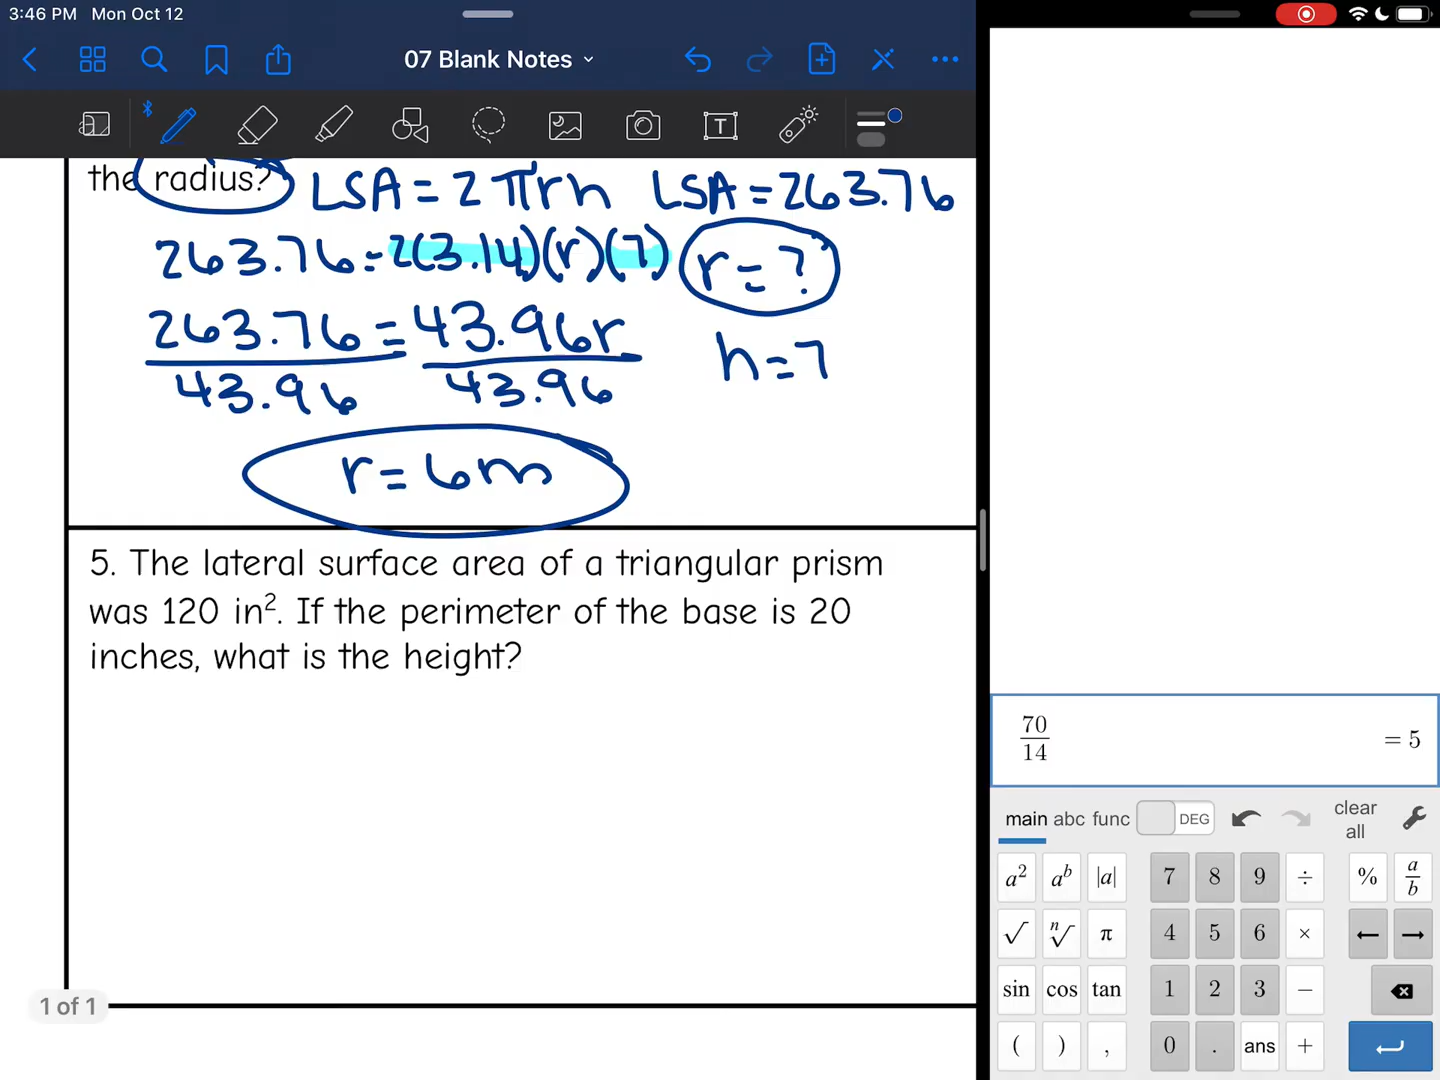 3:46 PM Mon Oct 12
07 Blank Notes
the radius? LSA = 2πrh LSA = 263.76
263.76 = 2(3.14)(r)(7) r = ?
263.76 = 43.96r
43.96 43.96 h = 7
r = 6m
5. The lateral surface area of a triangular prism
was 120 in². If the perimeter of the base is 20
inches, what is the height?
1 of 1
70
14
= 5
main abc func DEG clear
all
a² aᵇ |a| 7 8 9 ÷ % a
b
√ ⁿ√ π 4 5 6 × ← →
sin cos tan 1 2 3 −
( ) , 0 . ans +